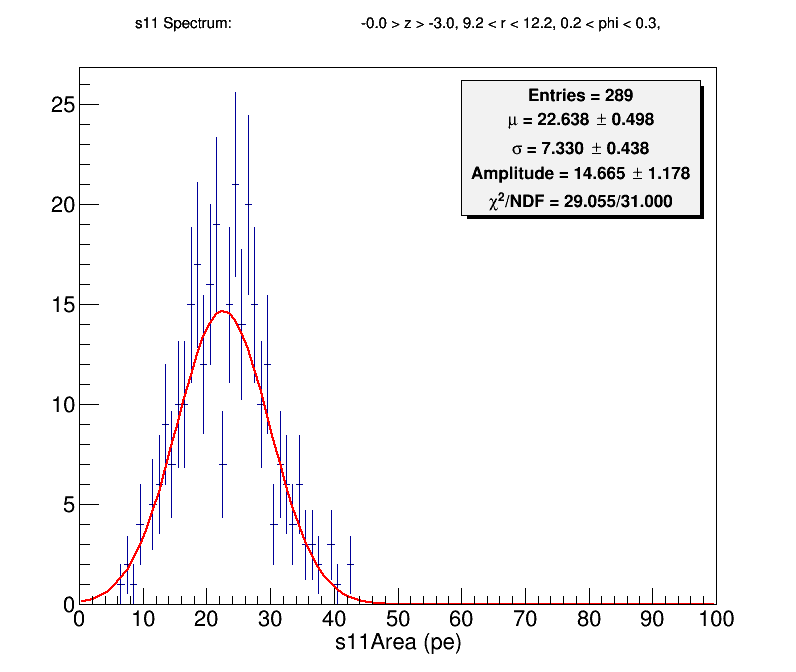 s11 Spectrum: -0.0 > z > -3.0, 9.2 < r < 12.2, 0.2 < phi < 0.3,
Entries = 289
μ = 22.638 ± 0.498
σ = 7.330 ± 0.438
Amplitude = 14.665 ± 1.178
χ²/NDF = 29.055/31.000
25
20
15
10
5
0
0 10 20 30 40 50 60 70 80 90 100
s11Area (pe)